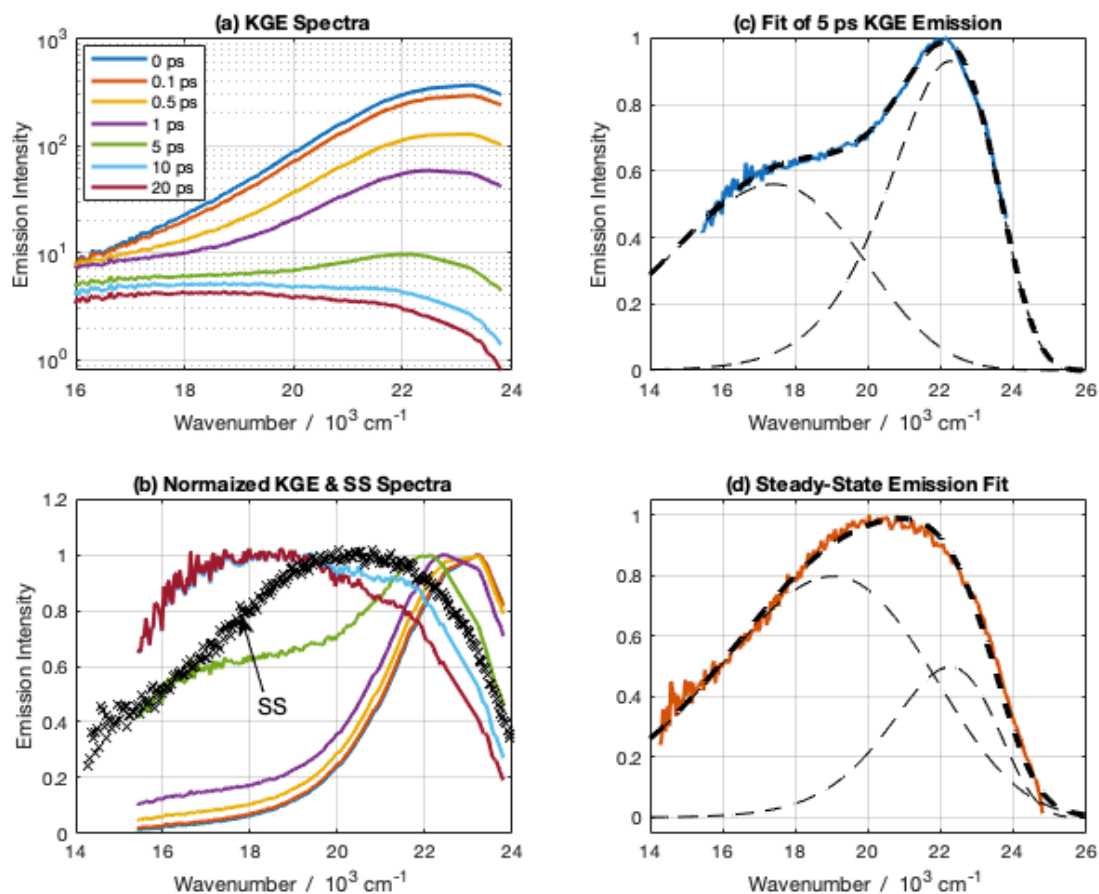 (a) KGE Spectra
10^3
10^2
10^1
10^0
Emission Intensity
0 ps
0.1 ps
0.5 ps
1 ps
5 ps
10 ps
20 ps
16 18 20 22 24
Wavenumber / 10^3 cm^-1
(c) Fit of 5 ps KGE Emission
1
0.8
0.6
0.4
0.2
0
Emission Intensity
14 16 18 20 22 24 26
Wavenumber / 10^3 cm^-1
(b) Normaized KGE & SS Spectra
1.2
1
0.8
0.6
0.4
0.2
0
Emission Intensity
SS
14 16 18 20 22 24
Wavenumber / 10^3 cm^-1
(d) Steady-State Emission Fit
1
0.8
0.6
0.4
0.2
0
Emission Intensity
14 16 18 20 22 24 26
Wavenumber / 10^3 cm^-1